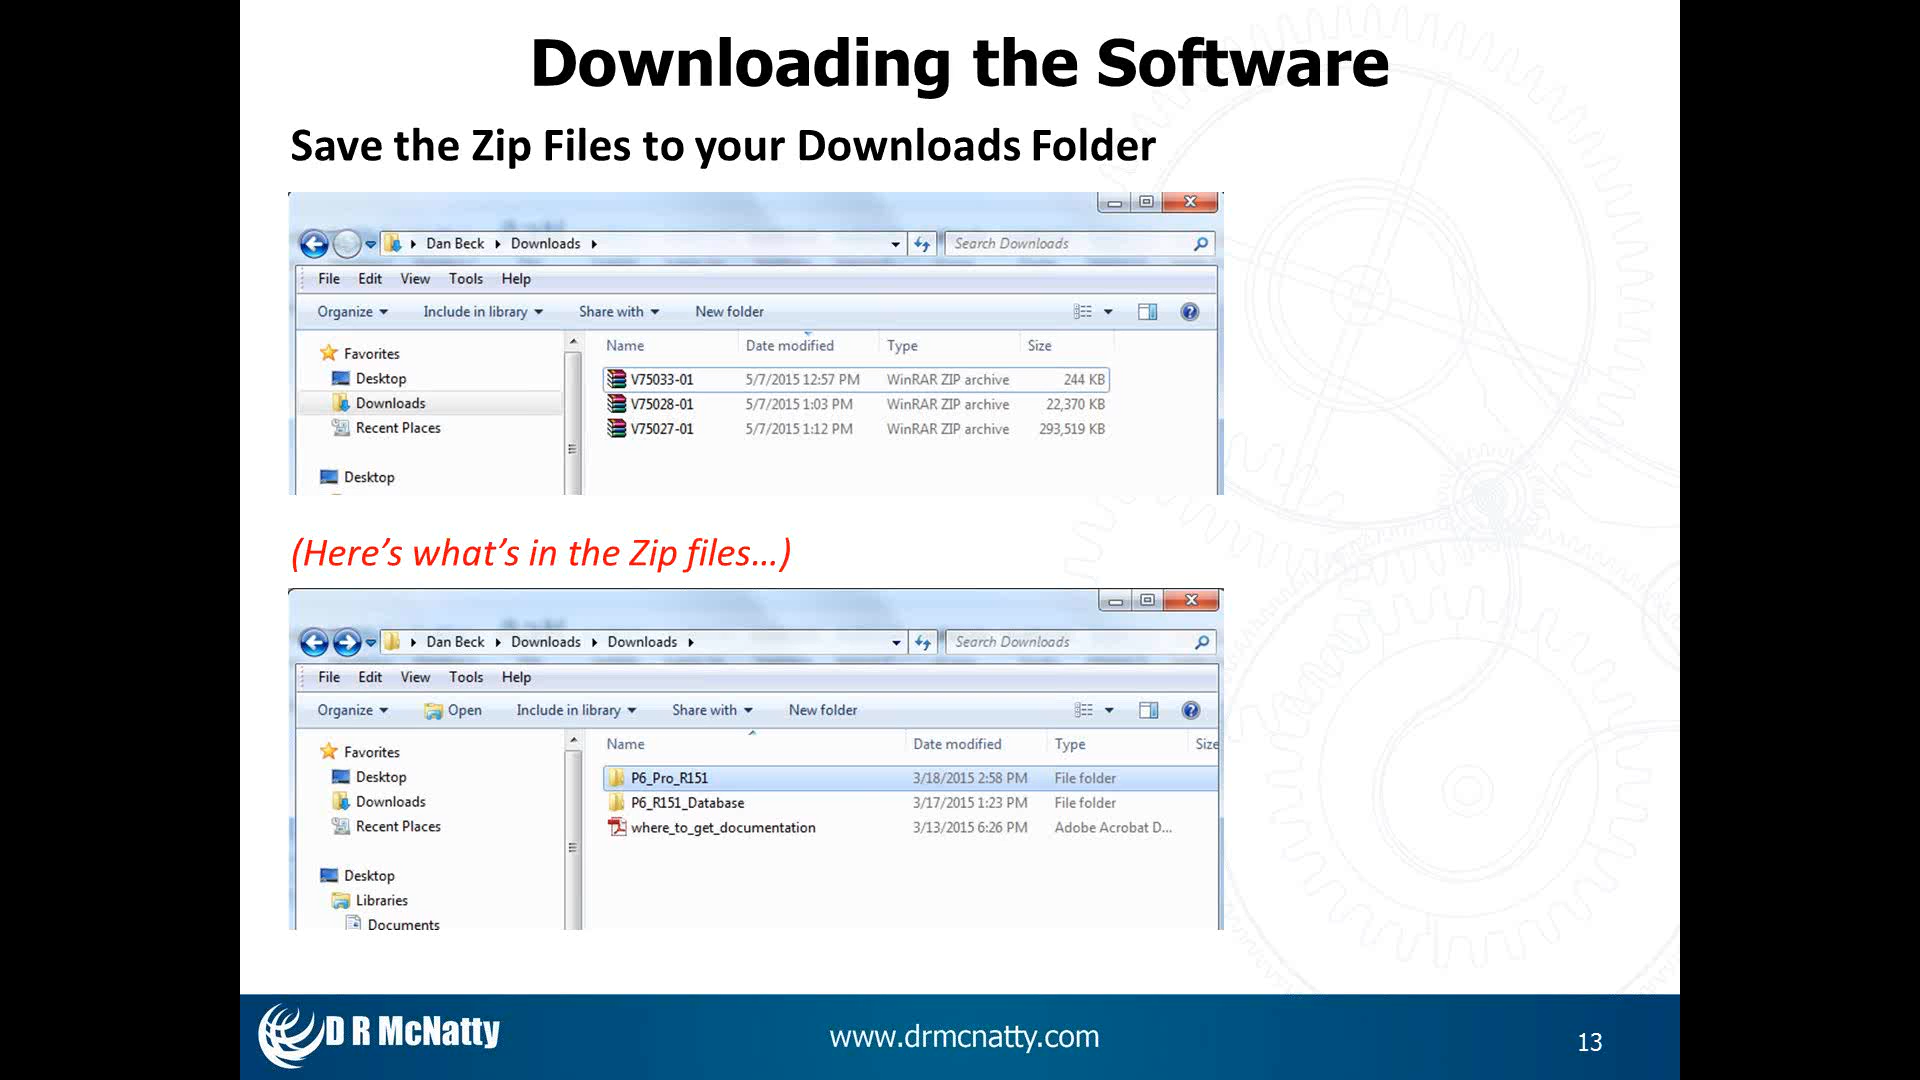 Downloading the Software
Save the Zip Files to your Downloads Folder
Dan Beck Downloads
Search Downloads
File Edit View Tools Help
Organize Include in library Share with New folder
Favorites
Desktop
Downloads
Recent Places
Desktop
Name Date modified Type Size
V75033-01 5/7/2015 12:57 PM WinRAR ZIP archive 244 KB
V75028-01 5/7/2015 1:03 PM WinRAR ZIP archive 22,370 KB
V75027-01 5/7/2015 1:12 PM WinRAR ZIP archive 293,519 KB
(Here’s what’s in the Zip files…)
Dan Beck Downloads Downloads
Search Downloads
File Edit View Tools Help
Organize Open Include in library Share with New folder
Favorites
Desktop
Downloads
Recent Places
Desktop
Libraries
Documents
Name Date modified Type Size
P6_Pro_R151 3/18/2015 2:58 PM File folder
P6_R151_Database 3/17/2015 1:23 PM File folder
where_to_get_documentation 3/13/2015 6:26 PM Adobe Acrobat D...
D R McNatty
www.drmcnatty.com
13